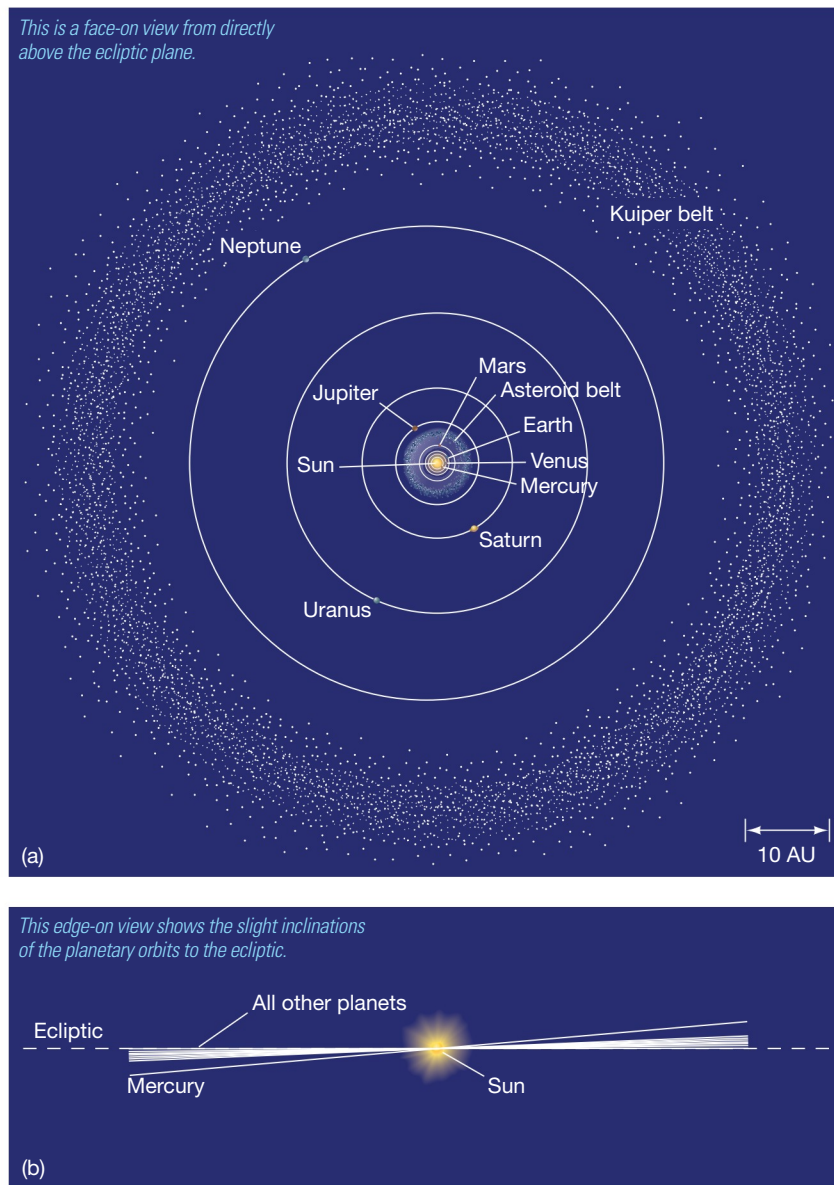 This is a face-on view from directly
above the ecliptic plane.
Kuiper belt
Neptune
Mars
Jupiter
Asteroid belt
Earth
Sun
Venus
Mercury
Saturn
Uranus
10 AU
(a)
This edge-on view shows the slight inclinations
of the planetary orbits to the ecliptic.
All other planets
Ecliptic
Mercury
Sun
(b)